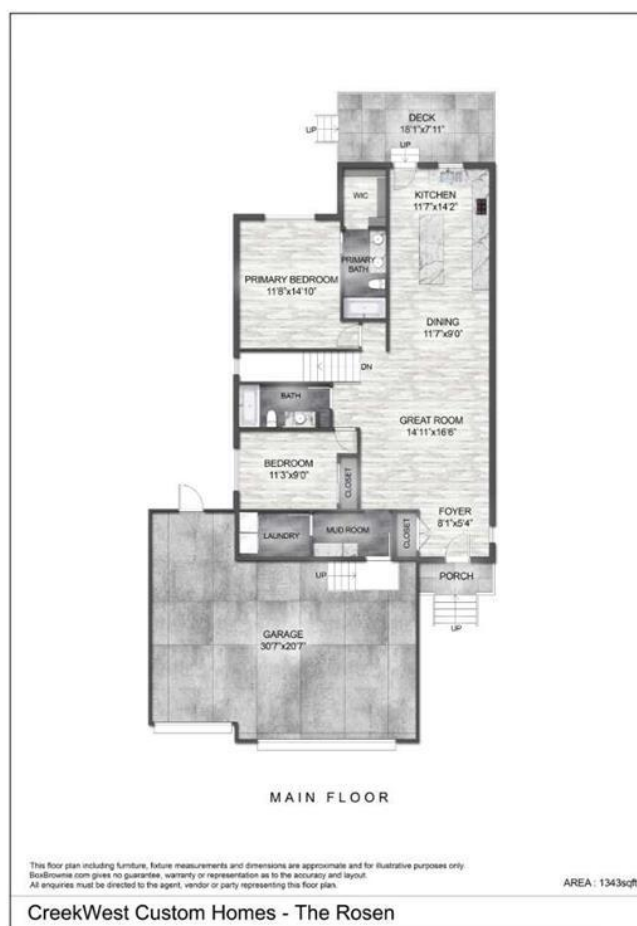 DECK
18'1"x7'11"
UP
UP
KITCHEN
11'7"x14'2"
WIC
PRIMARY
BATH
PRIMARY BEDROOM
11'8"x14'10"
DINING
11'7"x9'0"
DN
BATH
GREAT ROOM
14'11"x16'6"
BEDROOM
11'3"x9'0"
CLOSET
FOYER
8'1"x5'4"
LAUNDRY
MUD ROOM
CLOSET
UP
PORCH
UP
GARAGE
30'7"x20'7"
MAIN FLOOR
This floor plan including furniture, fixture measurements and dimensions are approximate and for illustrative purposes only.
BoxBrownie.com gives no guarantee, warranty or representation as to the accuracy and layout.
All enquiries must be directed to the agent, vendor or party representing this floor plan.
AREA : 1343sqft
CreekWest Custom Homes - The Rosen